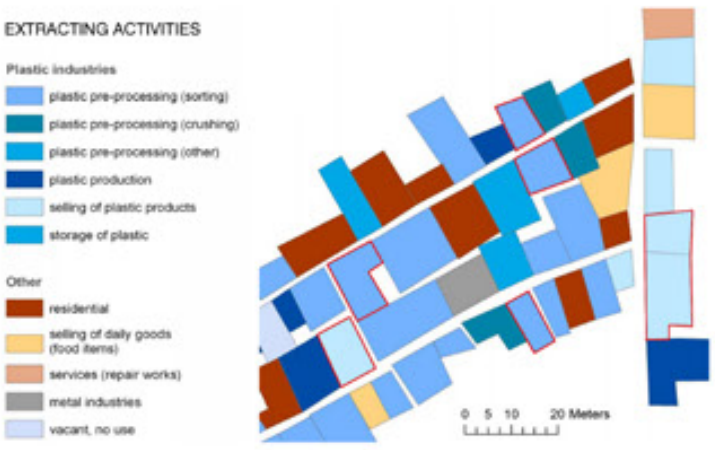 EXTRACTING ACTIVITIES
Plastic industries
plastic pre-processing (sorting)
plastic pre-processing (crushing)
plastic pre-processing (other)
plastic production
selling of plastic products
storage of plastic
Other
residential
selling of daily goods
(food items)
services (repair works)
metal industries
vacant, no use
0 5 10 20 Meters